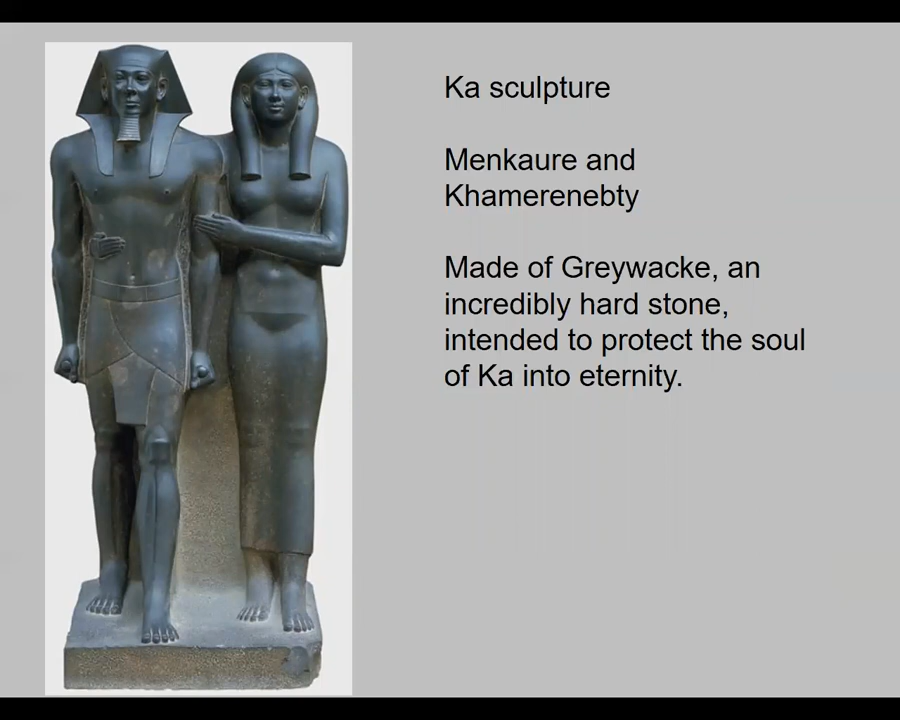 Ka sculpture
Menkaure and
Khamerenebty
Made of Greywacke, an
incredibly hard stone,
intended to protect the soul
of Ka into eternity.